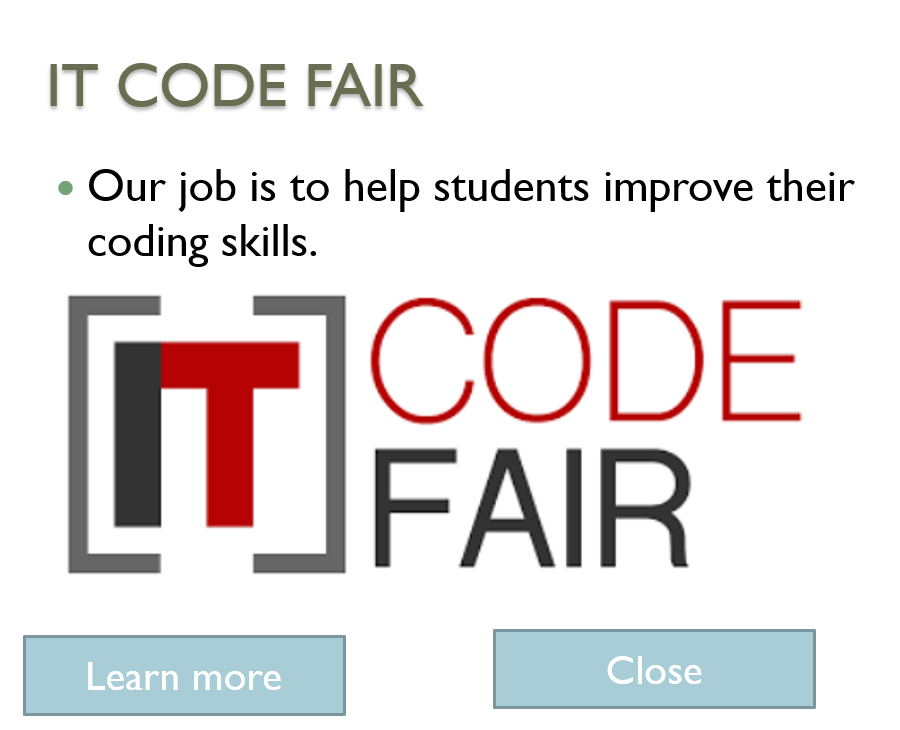 IT CODE FAIR
• Our job is to help students improve their
coding skills.
[IT] CODE
FAIR
Learn more
Close